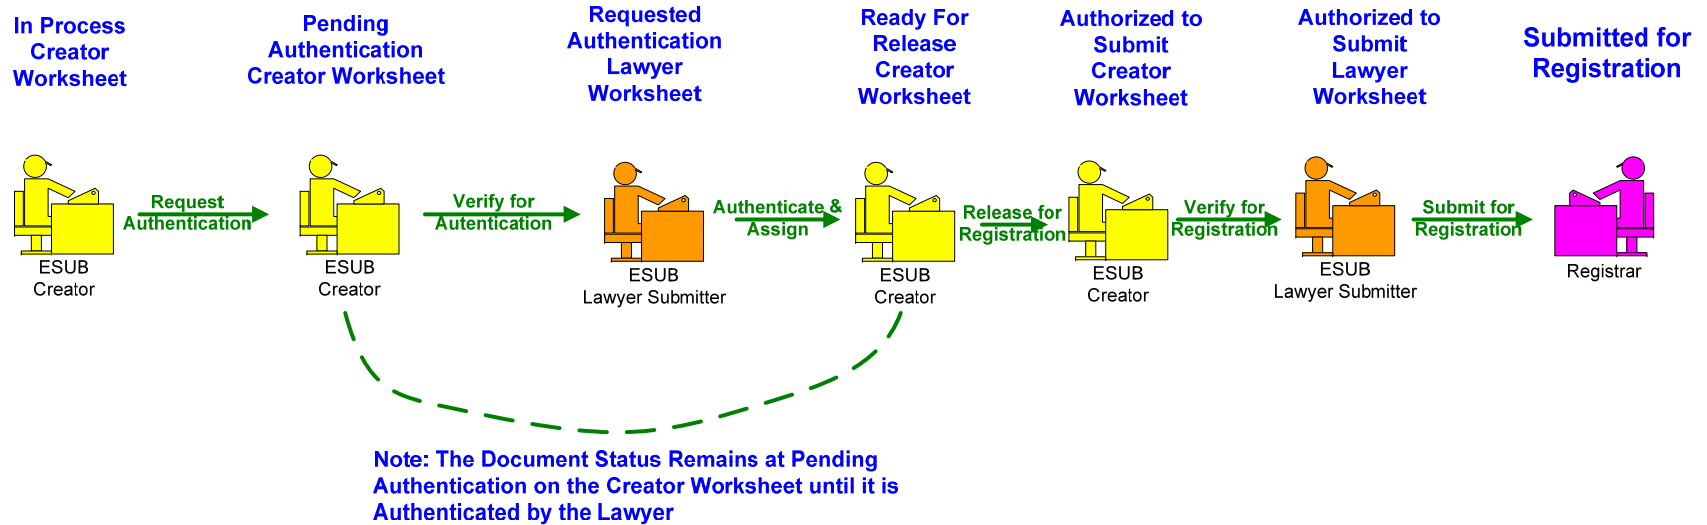 In Process
Creator
Worksheet
Pending
Authentication
Creator Worksheet
Requested
Authentication
Lawyer
Worksheet
Ready For
Release
Creator
Worksheet
Authorized to
Submit
Creator
Worksheet
Authorized to
Submit
Lawyer
Worksheet
Submitted for
Registration
Request
Authentication
Verify for
Autentication
Authenticate &
Assign
Release for
Registration
Verify for
Registration
Submit for
Registration
ESUB
Creator
ESUB
Creator
ESUB
Lawyer Submitter
ESUB
Creator
ESUB
Creator
ESUB
Lawyer Submitter
Registrar
Note: The Document Status Remains at Pending
Authentication on the Creator Worksheet until it is
Authenticated by the Lawyer